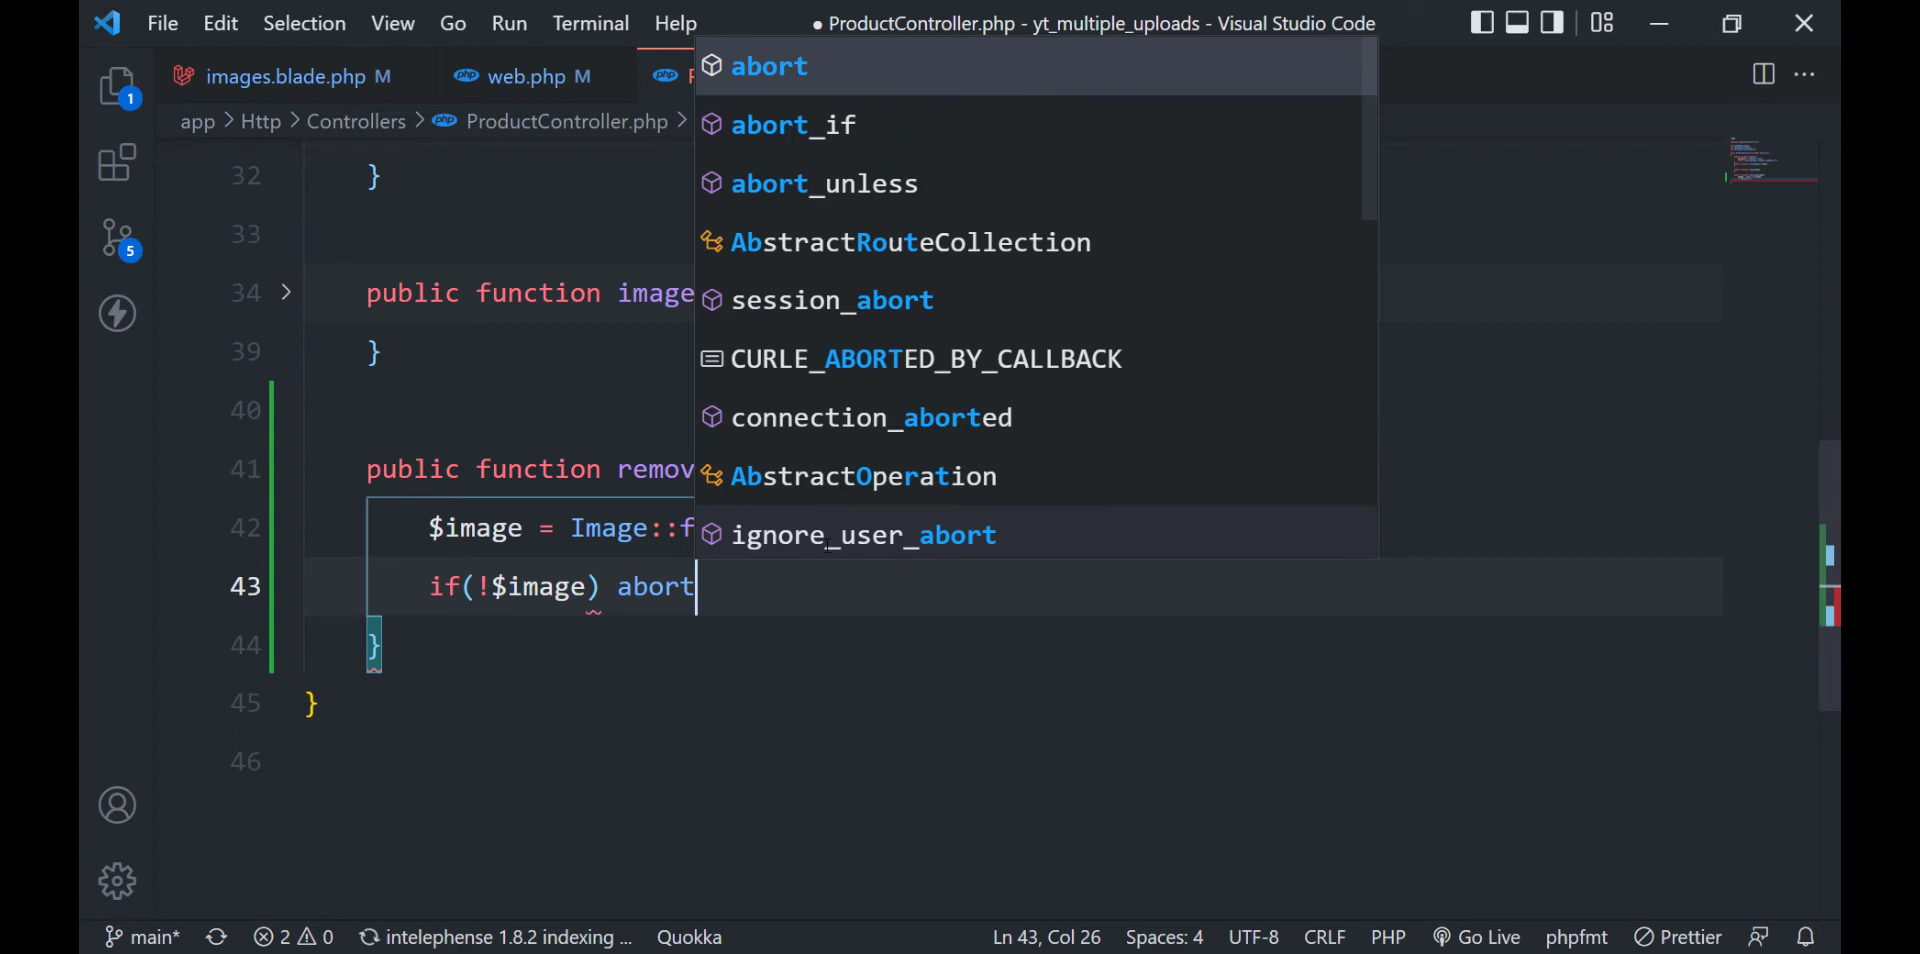 File Edit Selection View Go Run Terminal Help ● ProductController.php - yt_multiple_uploads - Visual Studio Code
images.blade.php M web.php M
app > Http > Controllers > ProductController.php >
abort
abort_if
abort_unless
AbstractRouteCollection
session_abort
CURLE_ABORTED_BY_CALLBACK
connection_aborted
AbstractOperation
ignore_user_abort
32 }
33
34 public function image
39 }
40
41 public function remov
42 $image = Image::f
43 if(!$image) abort
44 }
45 }
46
1
5
main* 2 0 intelephense 1.8.2 indexing ... Quokka Ln 43, Col 26 Spaces: 4 UTF-8 CRLF PHP Go Live phpfmt Prettier